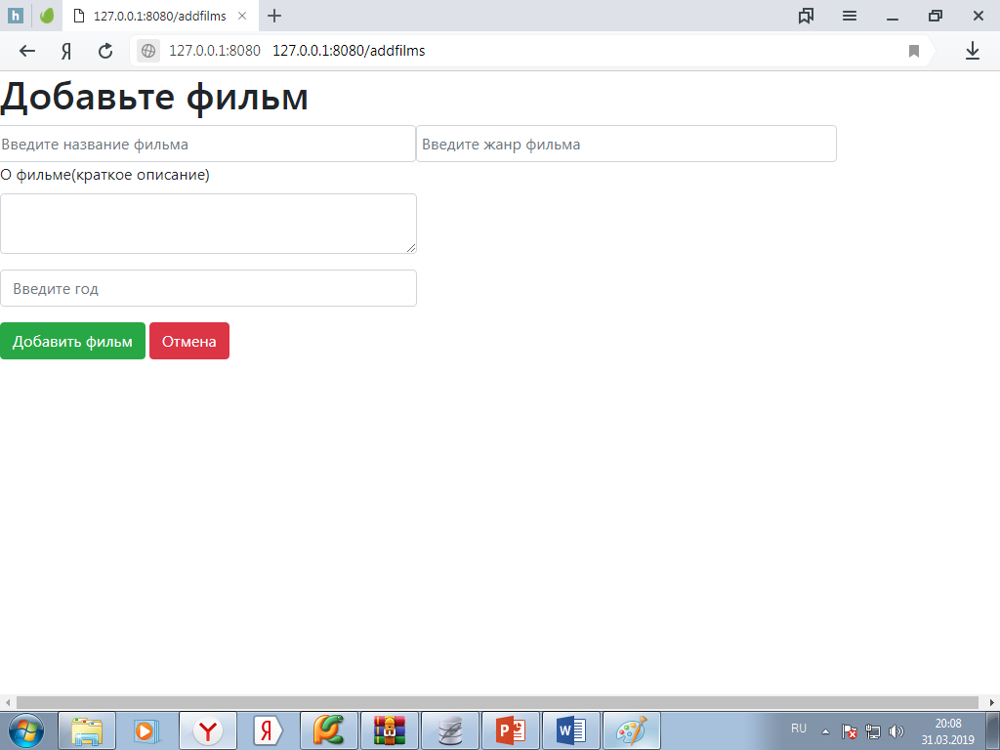 127.0.0.1:8080/addfilms
127.0.0.1:8080 127.0.0.1:8080/addfilms
Добавьте фильм
Введите название фильма Введите жанр фильма
О фильме(краткое описание)
Введите год
Добавить фильм Отмена
RU 20:08
31.03.2019